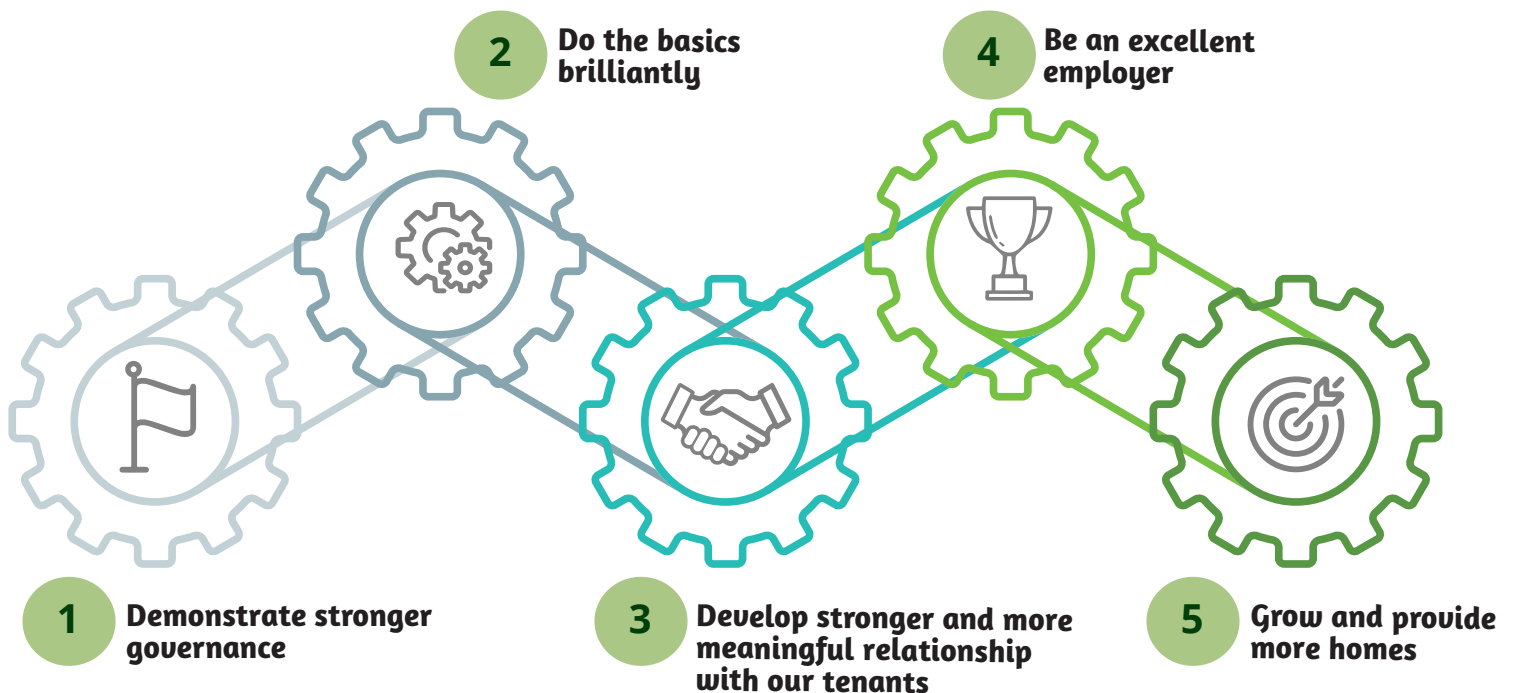 1
Demonstrate stronger
governance
2
Do the basics
brilliantly
3
Develop stronger and more
meaningful relationship
with our tenants
4
Be an excellent
employer
5
Grow and provide
more homes